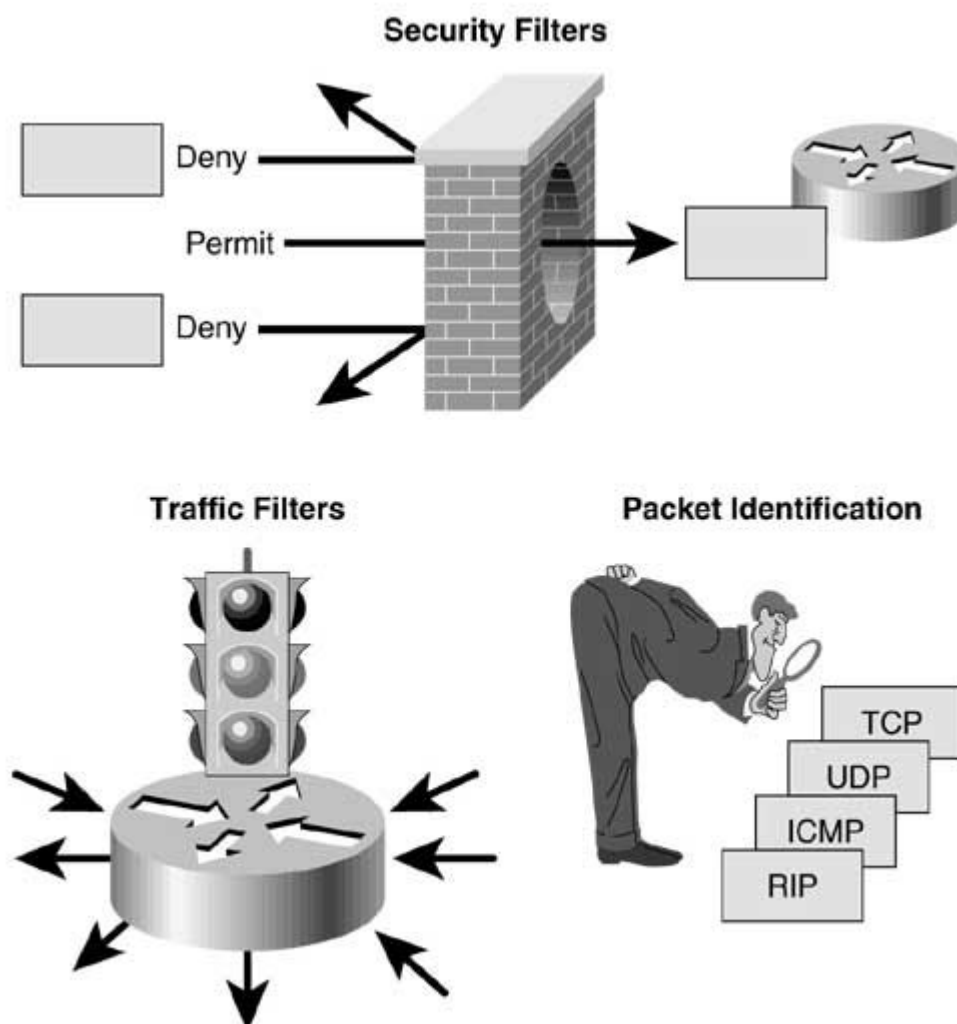 Security Filters
Deny
Permit
Deny
Traffic Filters
Packet Identification
TCP
UDP
ICMP
RIP